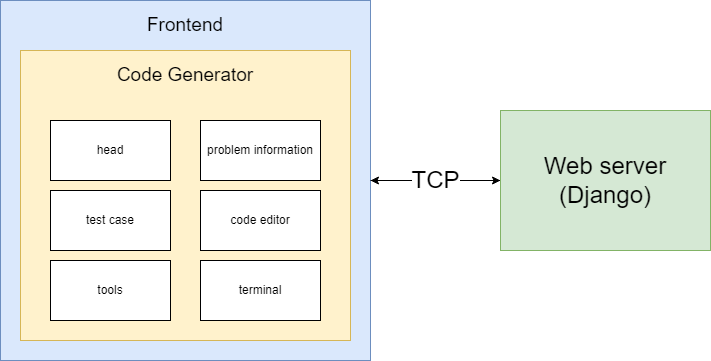 Frontend
Code Generator
head
problem information
test case
code editor
tools
terminal
TCP
Web server
(Django)